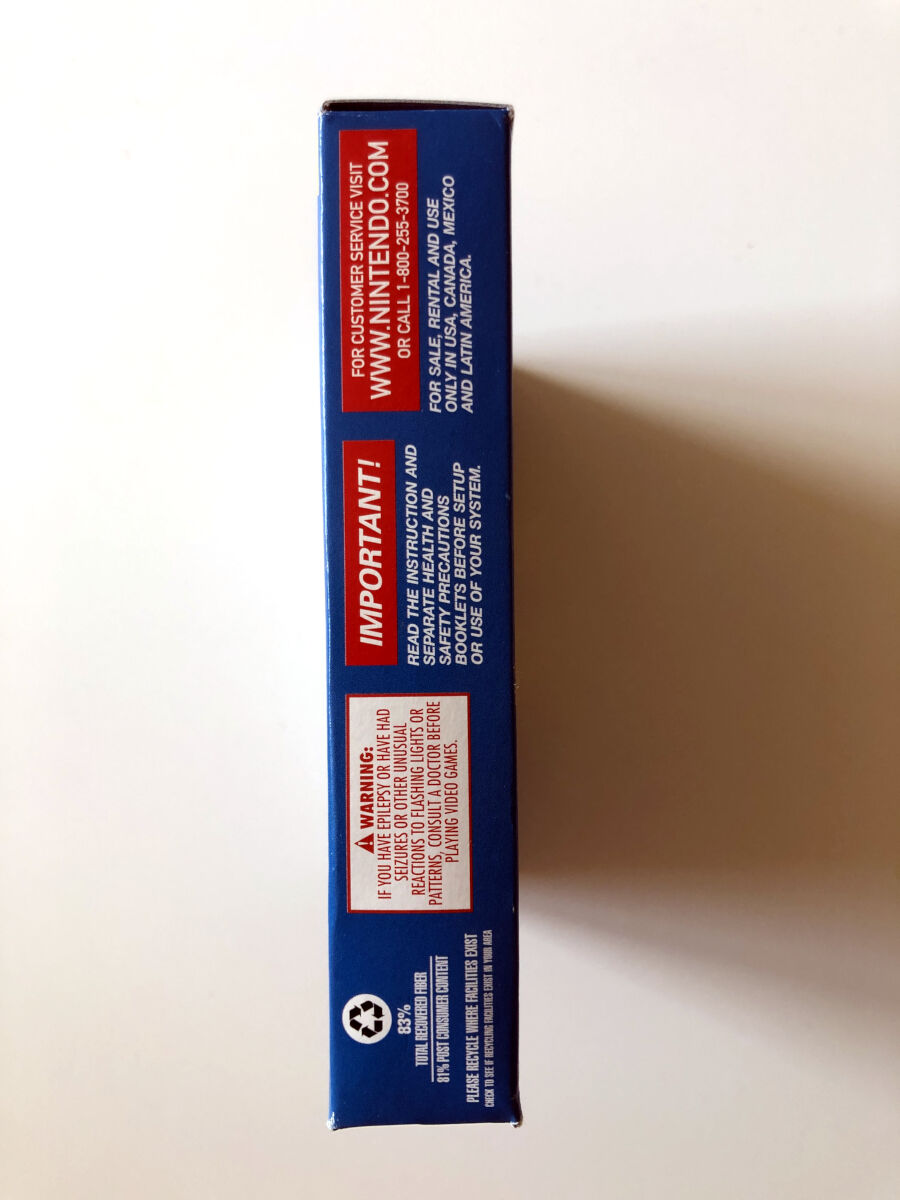 83%
TOTAL RECOVERED FIBER
81% POST CONSUMER CONTENT
PLEASE RECYCLE WHERE FACILITIES EXIST
CHECK TO SEE IF RECYCLING FACILITIES EXIST IN YOUR AREA
WARNING:
IF YOU HAVE EPILEPSY OR HAVE HAD
SEIZURES OR OTHER UNUSUAL
REACTIONS TO FLASHING LIGHTS OR
PATTERNS, CONSULT A DOCTOR BEFORE
PLAYING VIDEO GAMES.
IMPORTANT!
READ THE INSTRUCTION AND
SEPARATE HEALTH AND
SAFETY PRECAUTIONS
BOOKLETS BEFORE SETUP
OR USE OF YOUR SYSTEM.
FOR CUSTOMER SERVICE VISIT
WWW.NINTENDO.COM
OR CALL 1-800-255-3700
FOR SALE, RENTAL AND USE
ONLY IN USA, CANADA, MEXICO
AND LATIN AMERICA.